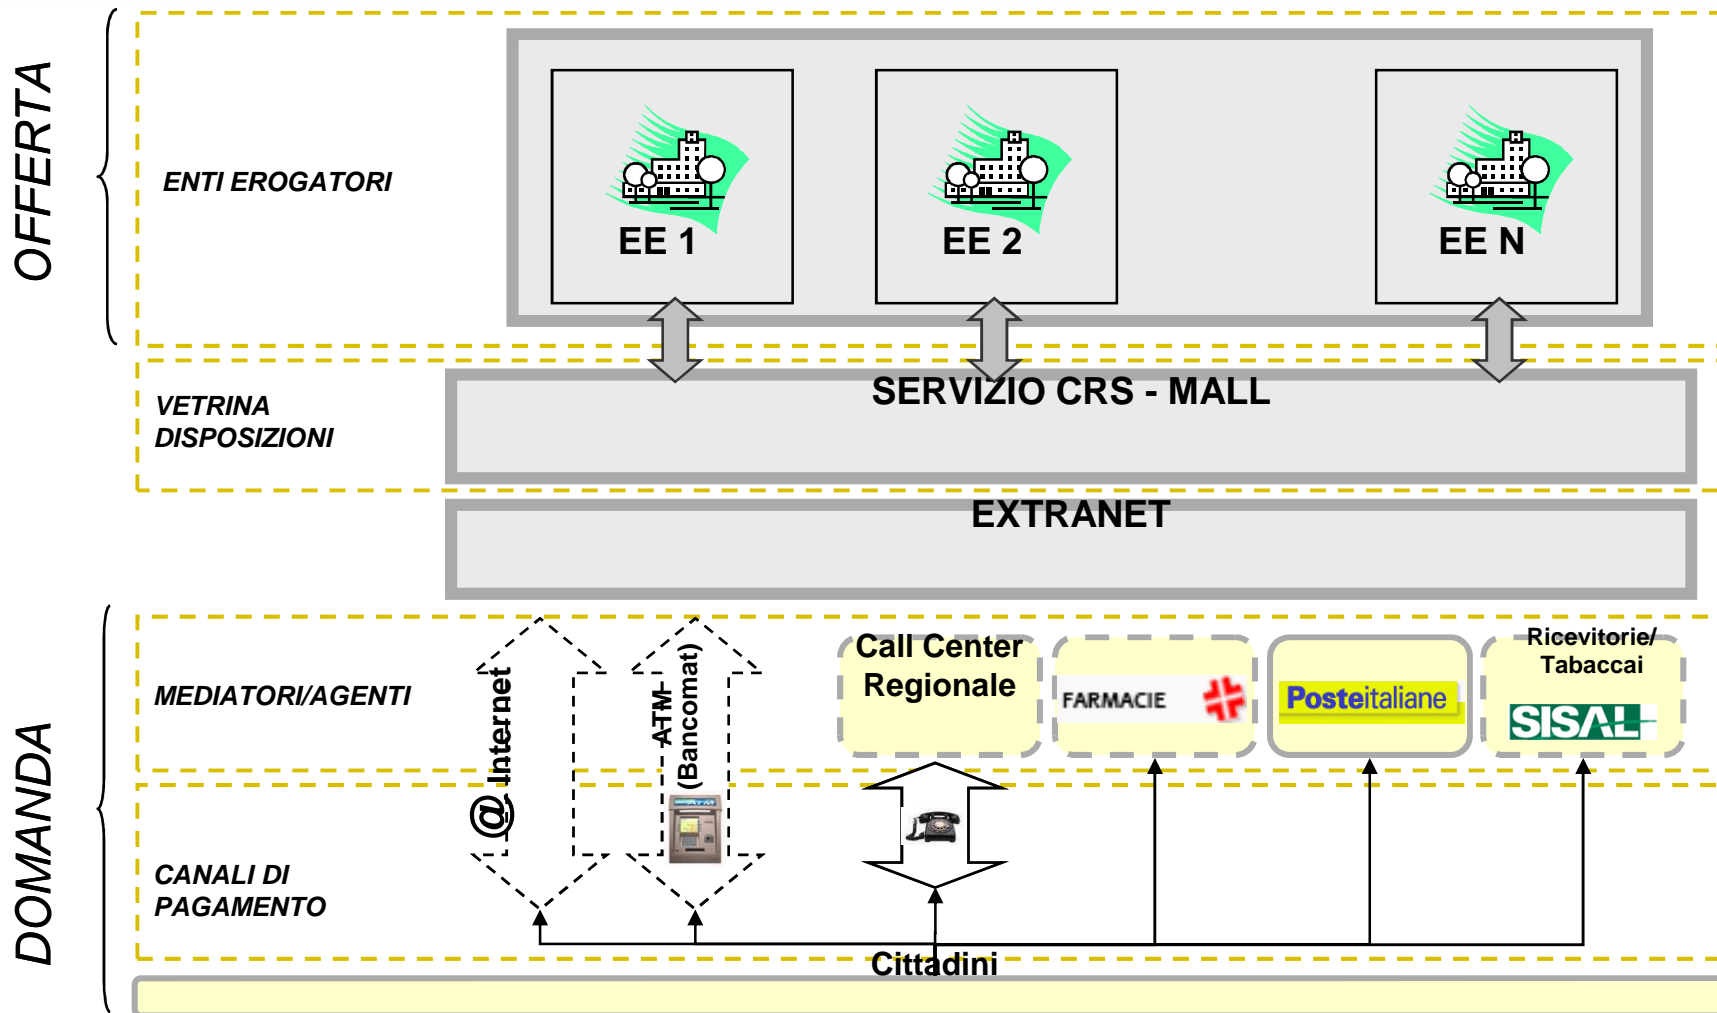 OFFERTA
ENTI EROGATORI
EE 1
EE 2
EE N
H
H
H
VETRINA
DISPOSIZIONI
SERVIZIO CRS - MALL
EXTRANET
DOMANDA
MEDIATORI/AGENTI
@ Internet
ATM
(Bancomat)
ATM
Call Center
Regionale
FARMACIE
Posteitaliane
Ricevitorie/
Tabaccai
SISAL
CANALI DI
PAGAMENTO
Cittadini